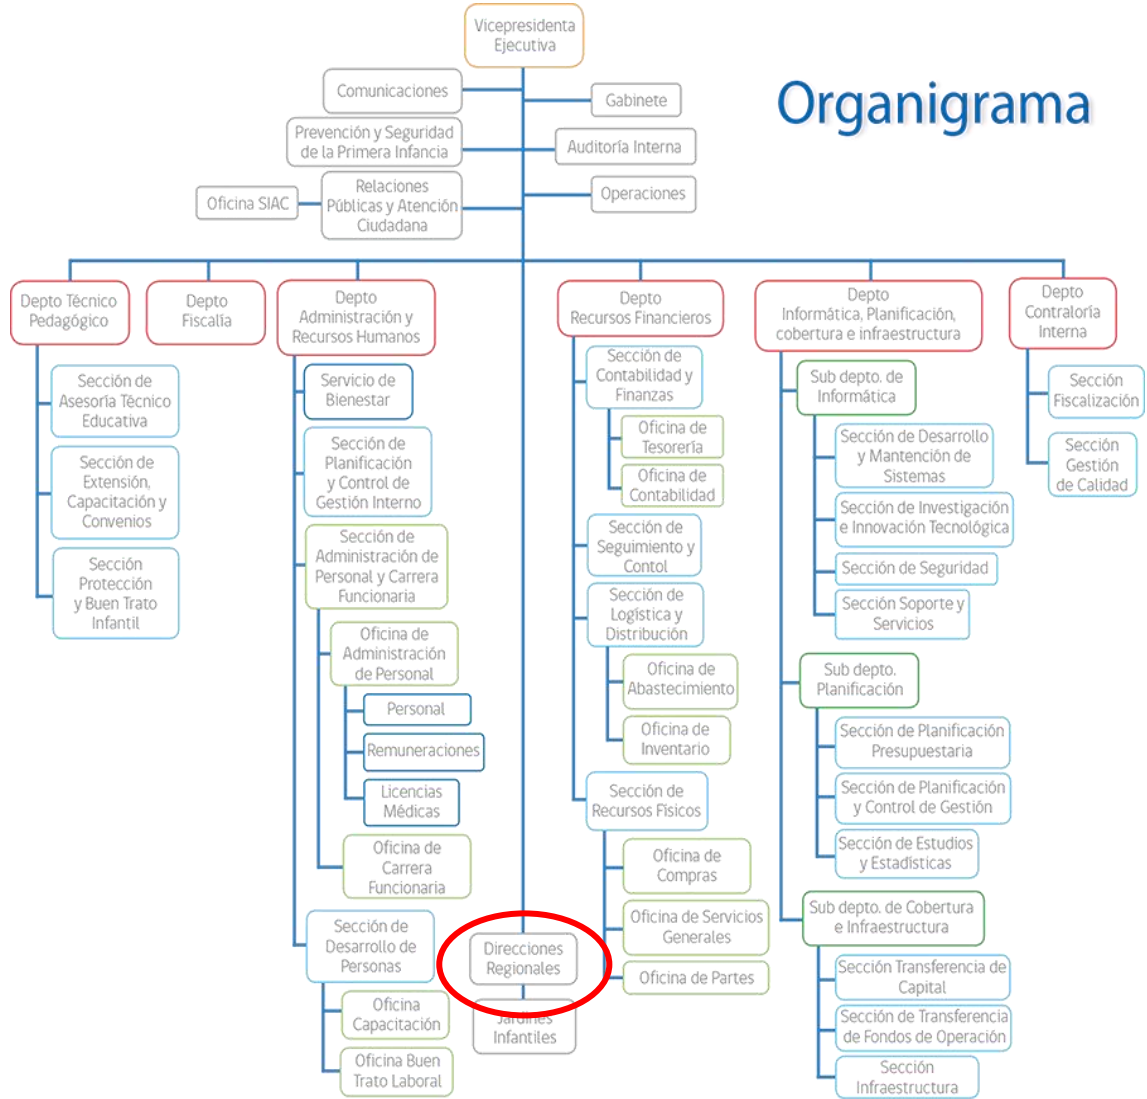 Vicepresidenta
Ejecutiva
Organigrama
Comunicaciones
Gabinete
Prevención y Seguridad
de la Primera Infancia
Auditoría Interna
Oficina SIAC
Relaciones
Públicas y Atención
Ciudadana
Operaciones
Depto Técnico
Pedagógico
Depto
Fiscalía
Depto
Administración y
Recursos Humanos
Depto
Recursos Financieros
Depto
Informática, Planificación,
cobertura e infraestructura
Depto
Contraloría
Interna
Sección de
Asesoría Técnico
Educativa
Sección de
Extensión,
Capacitación y
Convenios
Sección
Protección
y Buen Trato
Infantil
Servicio de
Bienestar
Sección de
Planificación
y Control de
Gestión Interno
Sección de
Administración de
Personal y Carrera
Funcionaria
Oficina de
Administración
de Personal
Personal
Remuneraciones
Licencias
Médicas
Oficina de
Carrera
Funcionaria
Sección de
Desarrollo de
Personas
Oficina
Capacitación
Oficina Buen
Trato Laboral
Direcciones
Regionales
Jardines
Infantiles
Sección de
Contabilidad y
Finanzas
Oficina de
Tesorería
Oficina de
Contabilidad
Sección de
Seguimiento y
Contol
Sección de
Logística y
Distribución
Oficina de
Abastecimiento
Oficina de
Inventario
Sección de
Recursos Físicos
Oficina de
Compras
Oficina de Servicios
Generales
Oficina de Partes
Sub depto. de
Informática
Sección de Desarrollo
y Mantención de
Sistemas
Sección de Investigación
e Innovación Tecnológica
Sección de Seguridad
Sección Soporte y
Servicios
Sub depto.
Planificación
Sección de Planificación
Presupuestaria
Sección de Planificación
y Control de Gestión
Sección de Estudios
y Estadísticas
Sub depto. de Cobertura
e Infraestructura
Sección Transferencia de
Capital
Sección de Transferencia
de Fondos de Operación
Sección
Infraestructura
Sección
Fiscalización
Sección
Gestión
de Calidad